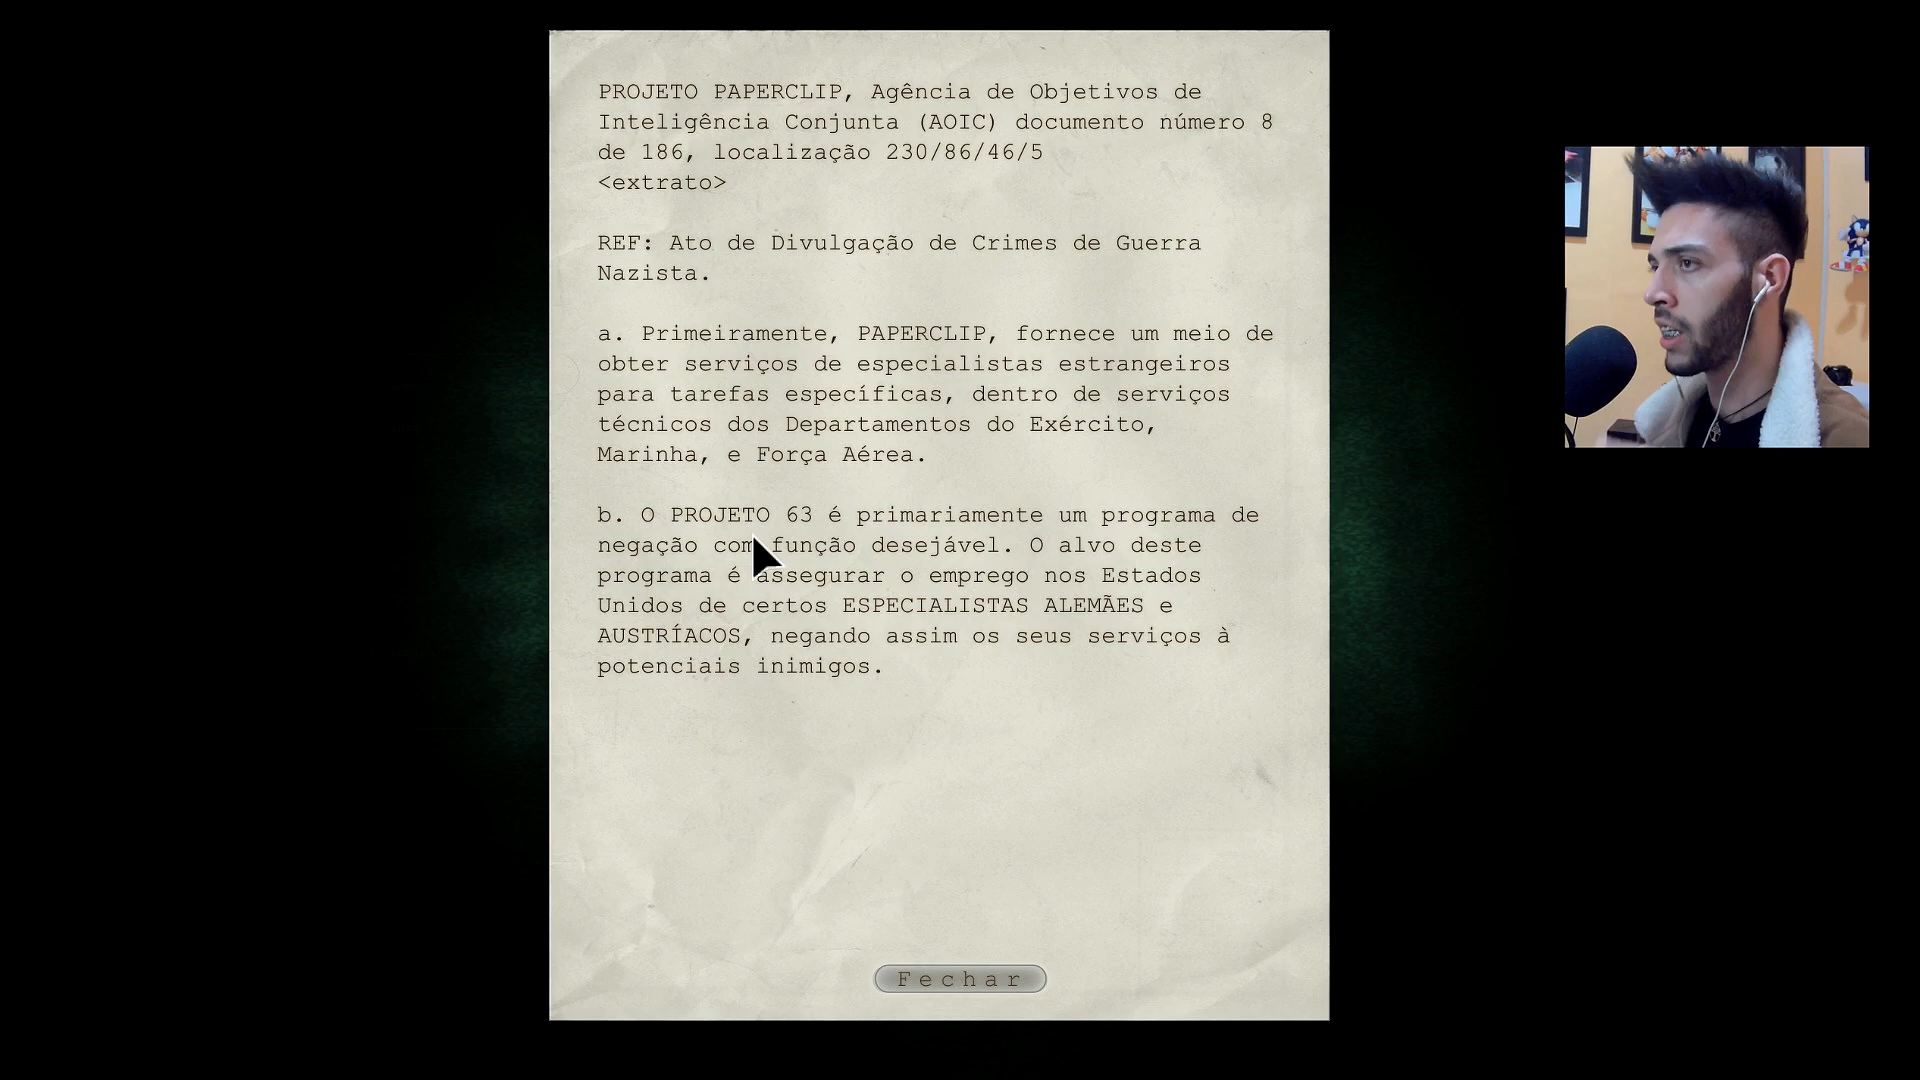 PROJETO PAPERCLIP, Agência de Objetivos de
Inteligência Conjunta (AOIC) documento número 8
de 186, localização 230/86/46/5
<extrato>

REF: Ato de Divulgação de Crimes de Guerra
Nazista.

a. Primeiramente, PAPERCLIP, fornece um meio de
obter serviços de especialistas estrangeiros
para tarefas específicas, dentro de serviços
técnicos dos Departamentos do Exército,
Marinha, e Força Aérea.

b. O PROJETO 63 é primariamente um programa de
negação com função desejável. O alvo deste
programa é assegurar o emprego nos Estados
Unidos de certos ESPECIALISTAS ALEMÃES e
AUSTRÍACOS, negando assim os seus serviços à
potenciais inimigos.

Fechar